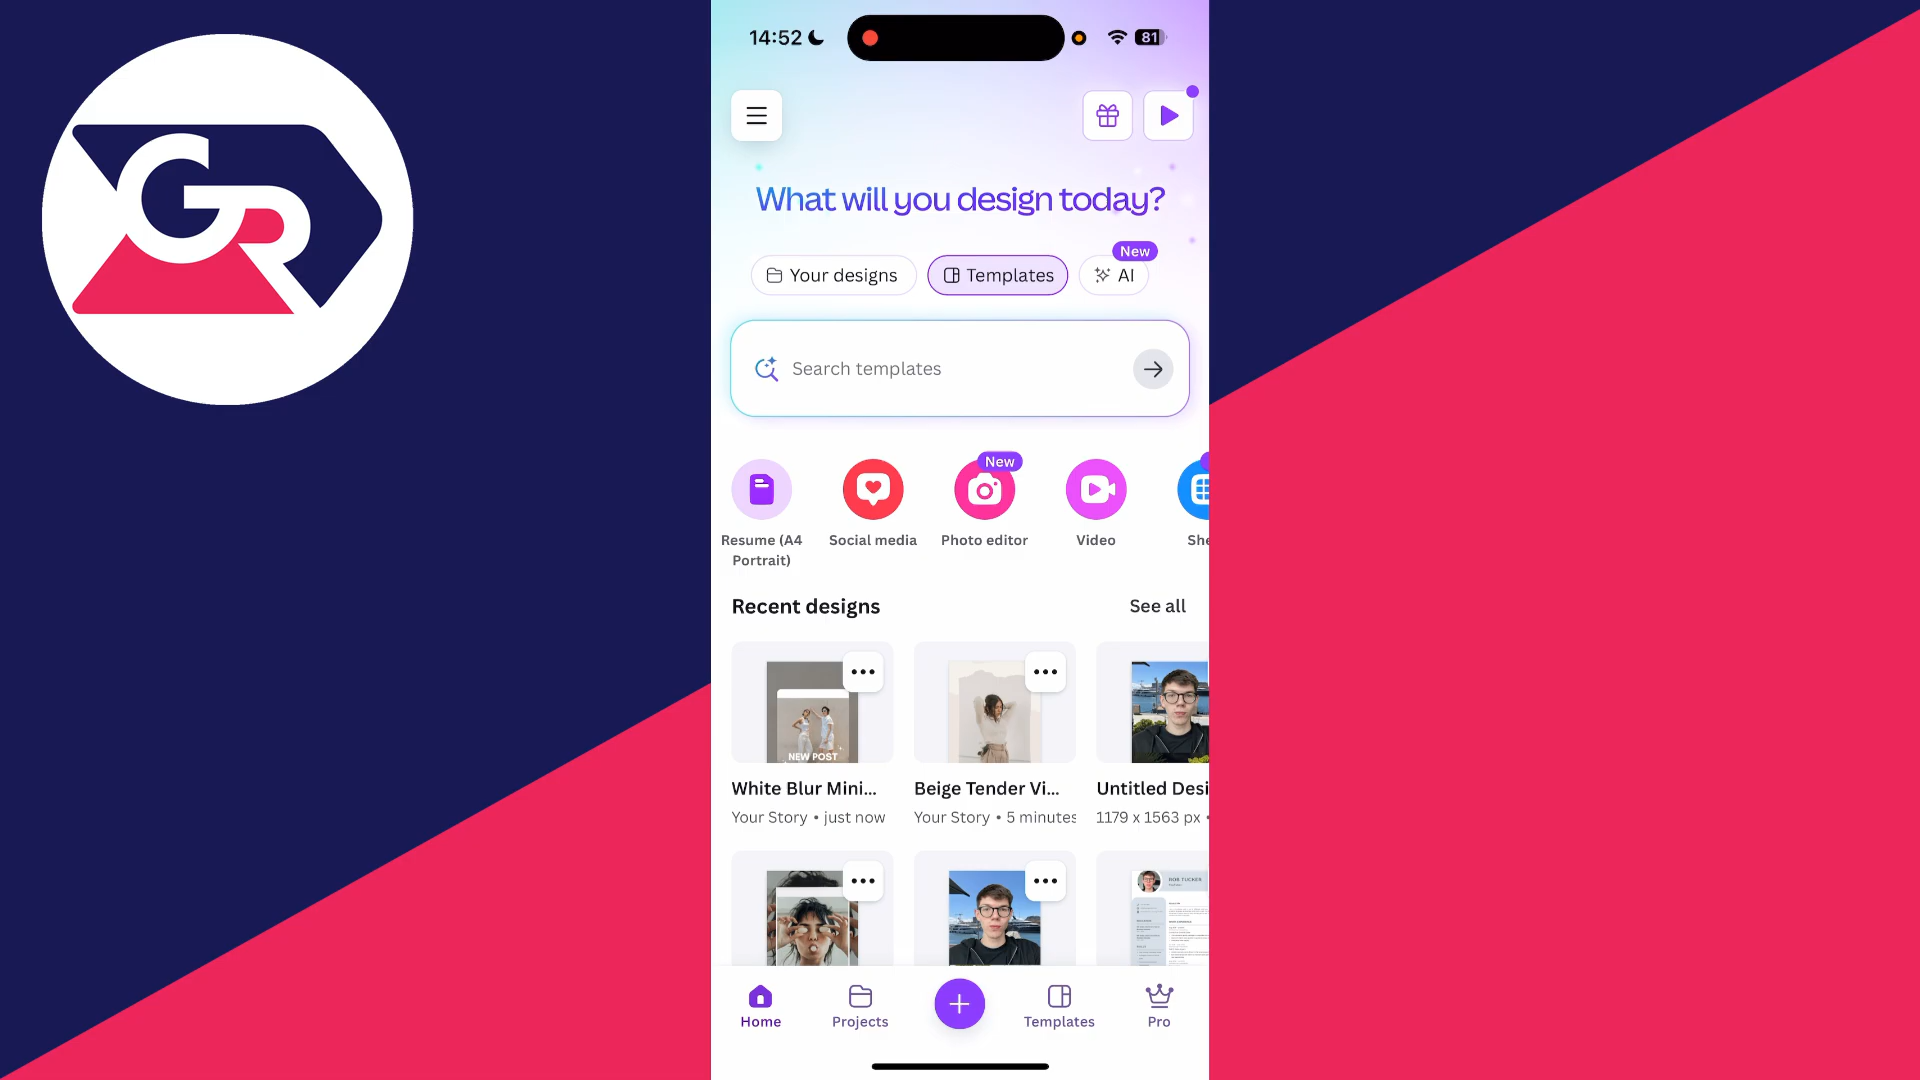 GR
14:52
81
What will you design today?
New
Your designs
Templates
AI
Search templates
New
Resume (A4 Portrait)
Social media
Photo editor
Video
She
Recent designs
See all
NEW POST
White Blur Mini...
Beige Tender Vi...
Untitled Desi
Your Story • just now
Your Story • 5 minutes
1179 x 1563 px •
Home
Projects
Templates
Pro